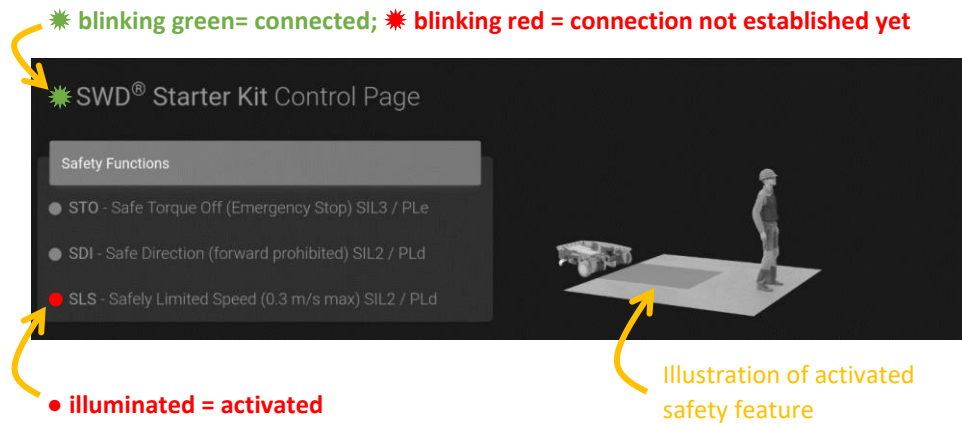 blinking green= connected; blinking red = connection not established yet
SWD® Starter Kit Control Page
Safety Functions
STO - Safe Torque Off (Emergency Stop) SIL3 / PLe
SDI - Safe Direction (forward prohibited) SIL2 / PLd
SLS - Safely Limited Speed (0.3 m/s max) SIL2 / PLd
● illuminated = activated
Illustration of activated
safety feature